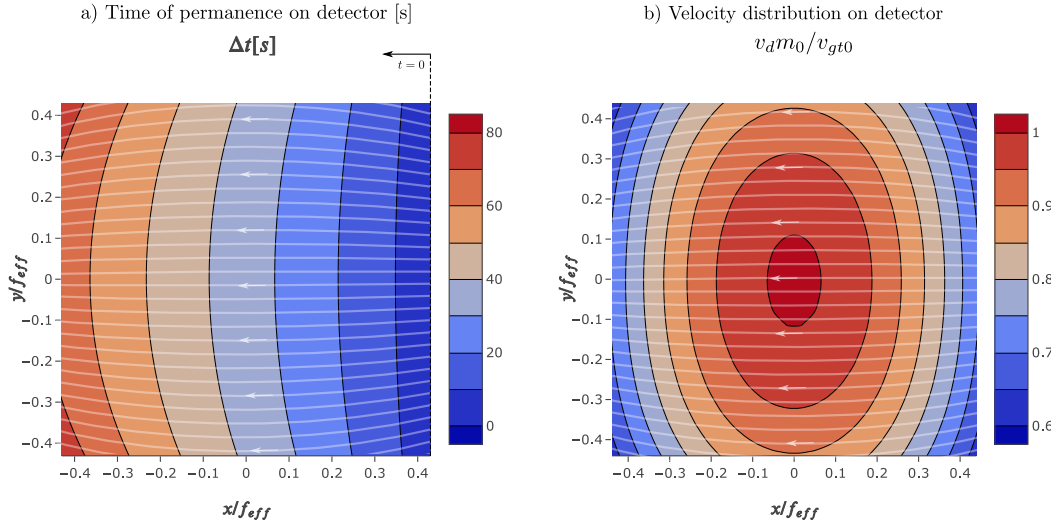 a) Time of permanence on detector [s]
Δt[s]
t=0
0.4
0.3
0.2
0.1
0
−0.1
−0.2
−0.3
−0.4
y/f_eff
−0.4 −0.3 −0.2 −0.1 0 0.1 0.2 0.3 0.4
x/f_eff
80
60
40
20
0
b) Velocity distribution on detector
v_d m_0/v_gt0
0.4
0.3
0.2
0.1
0
−0.1
−0.2
−0.3
−0.4
y/f_eff
−0.4 −0.3 −0.2 −0.1 0 0.1 0.2 0.3 0.4
x/f_eff
1
0.9
0.8
0.7
0.6